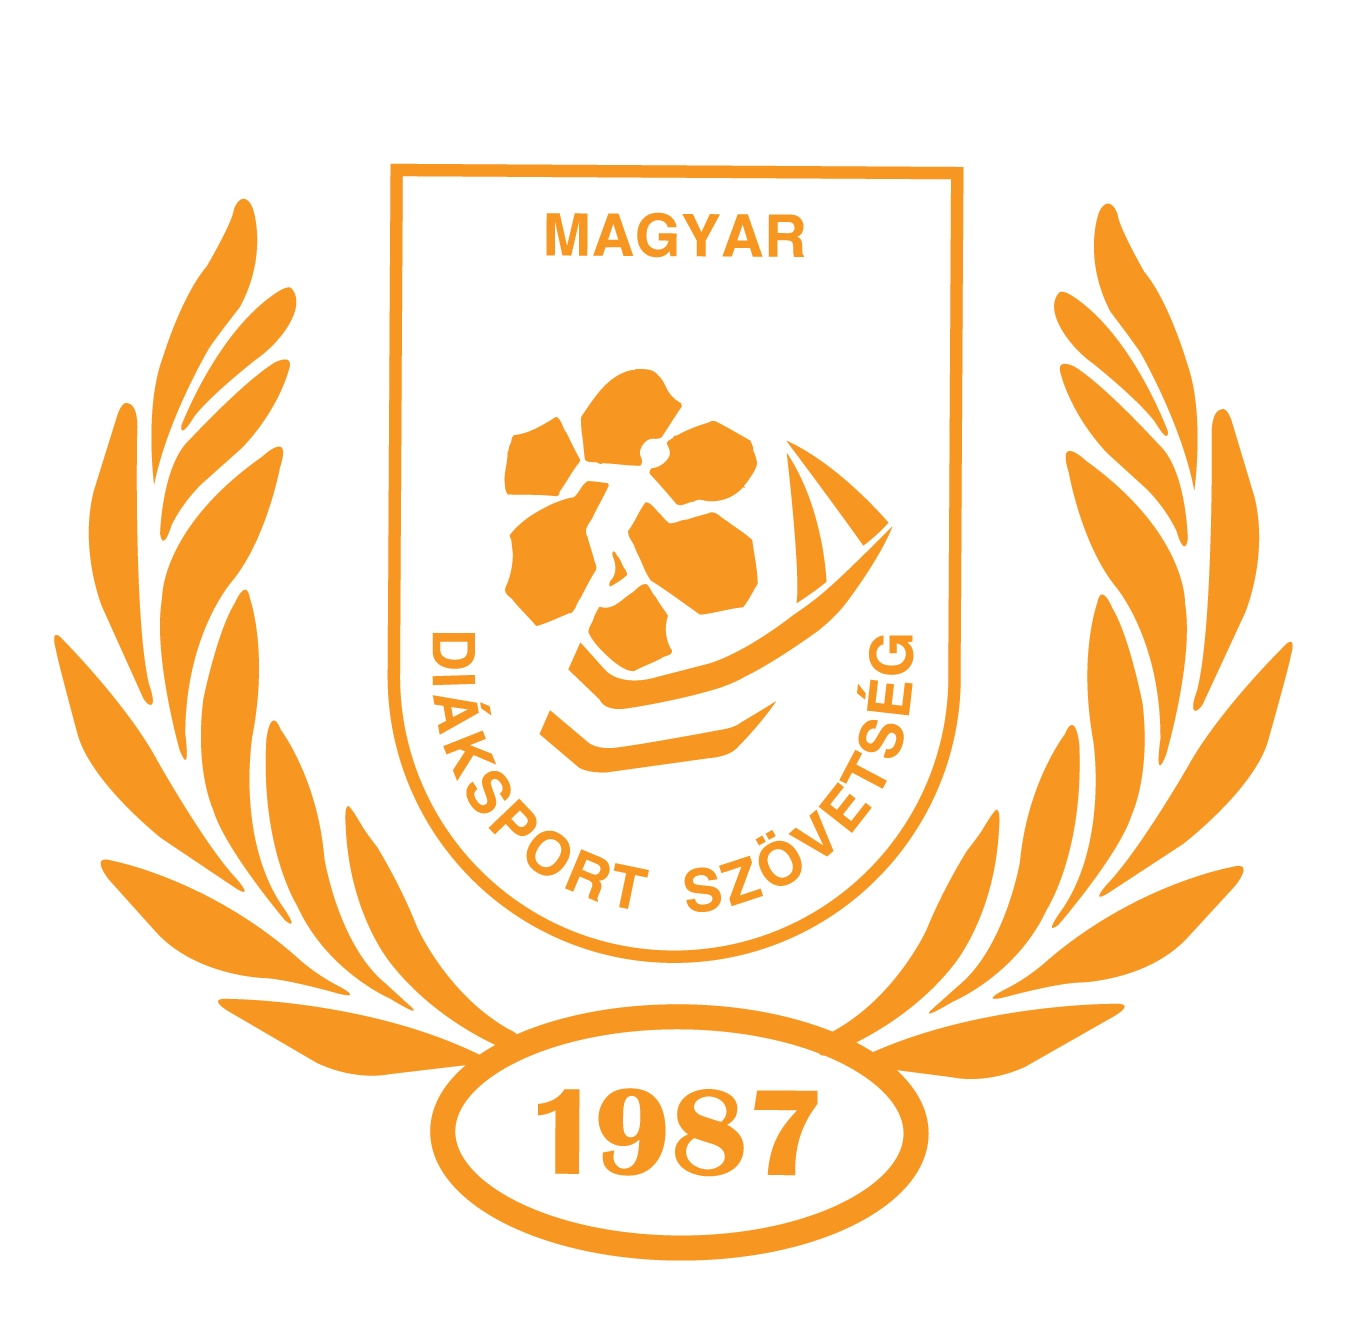 MAGYAR
DIÁKSPORT SZÖVETSÉG
1987